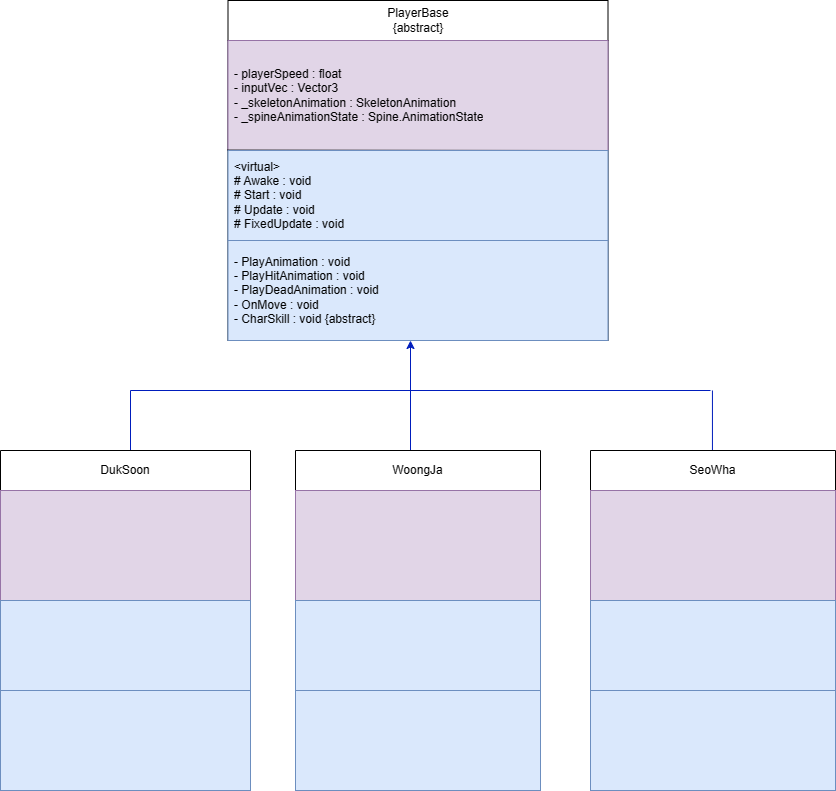 PlayerBase
{abstract}
- playerSpeed : float
- inputVec : Vector3
- _skeletonAnimation : SkeletonAnimation
- _spineAnimationState : Spine.AnimationState
<virtual>
# Awake : void
# Start : void
# Update : void
# FixedUpdate : void
- PlayAnimation : void
- PlayHitAnimation : void
- PlayDeadAnimation : void
- OnMove : void
- CharSkill : void {abstract}
DukSoon
WoongJa
SeoWha